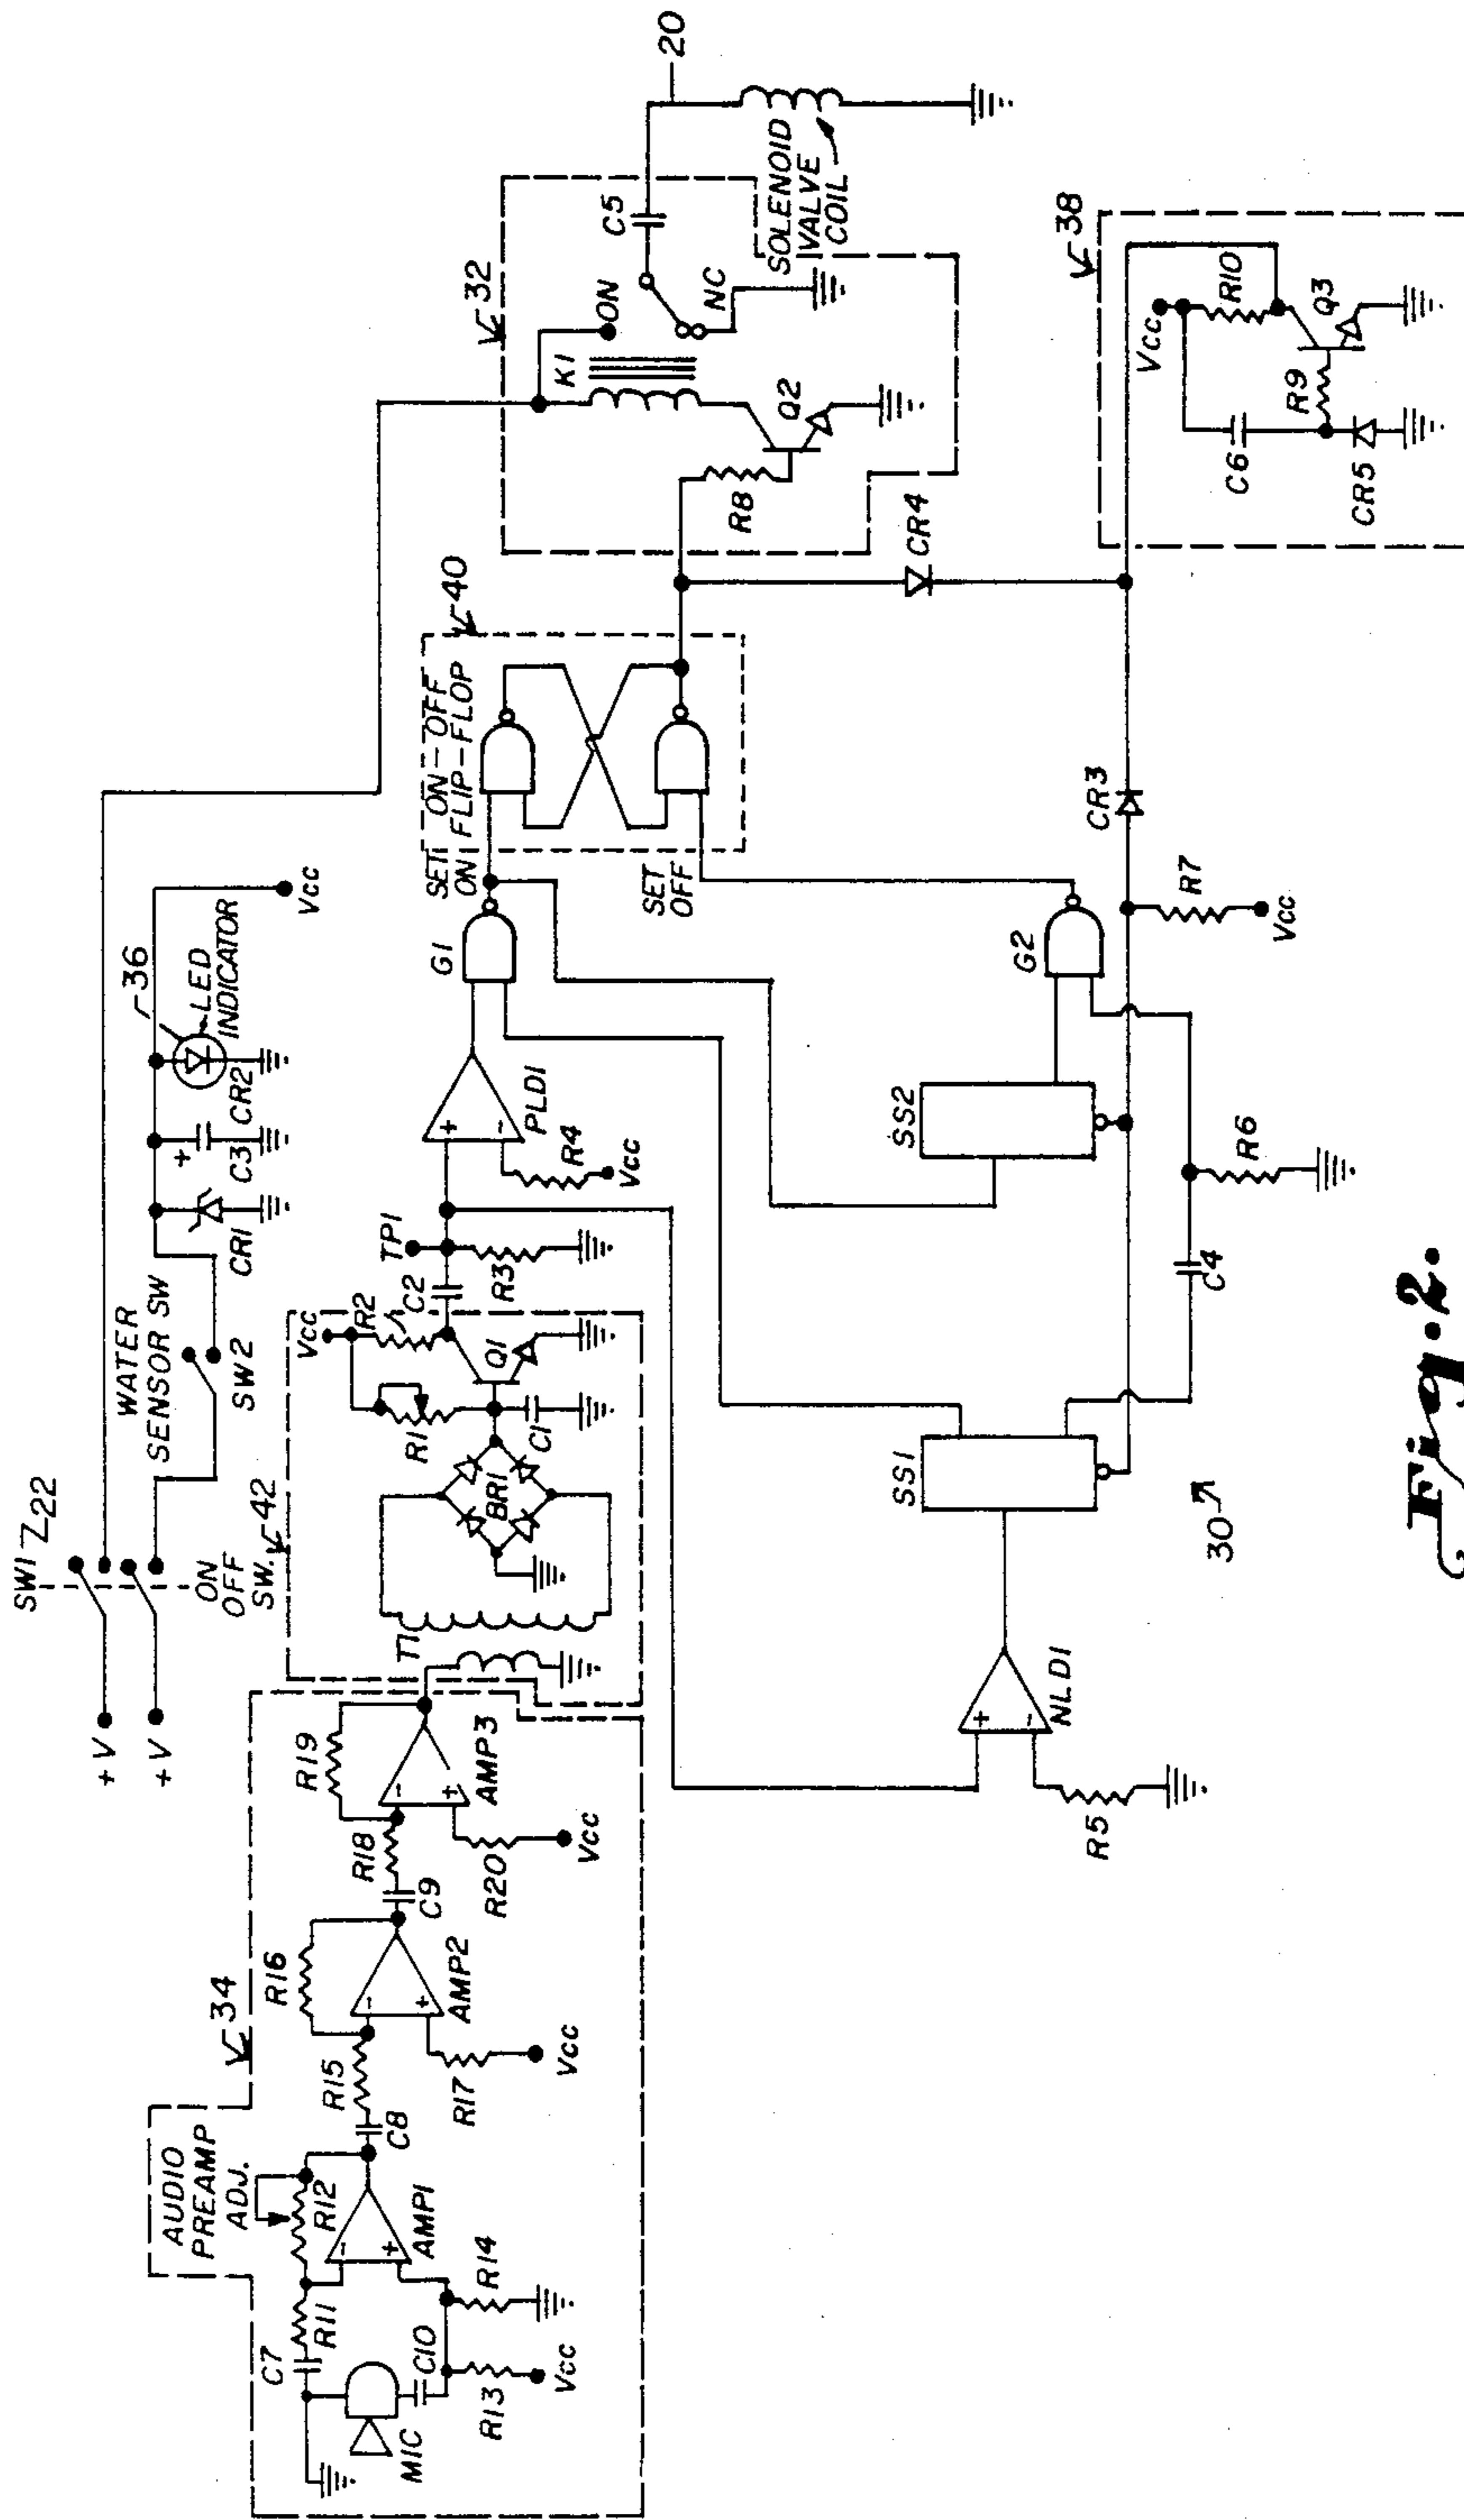 SW1
22
+V
+V
ON
OFF
SW.
42
WATER
SENSOR SW
SW2
36
LED
INDICATOR
CR1
C3
+
CR2
Vcc
AUDIO
PREAMP
34
ADJ.
C7
R11
R12
-
+
AMP1
MIC
C10
R13
Vcc
R14
C8
R15
R16
-
+
AMP2
R17
Vcc
C9
R18
R19
-
+
AMP3
R20
Vcc
T1
BR1
R1
C1
Vcc
R2
C2
Q1
TP1
R3
+
-
PLD1
R4
Vcc
G1
SET
ON
ON-OFF
FLIP-FLOP
40
SET
OFF
32
K1
ON
NC
C5
20
SOLENOID
VALVE
COIL
R8
Q2
CR4
+
-
NLD1
R5
SS1
SS2
G2
C4
R6
R7
Vcc
CR3
38
Vcc
R10
C6
R9
Q3
CR5
30
Fig. 2.